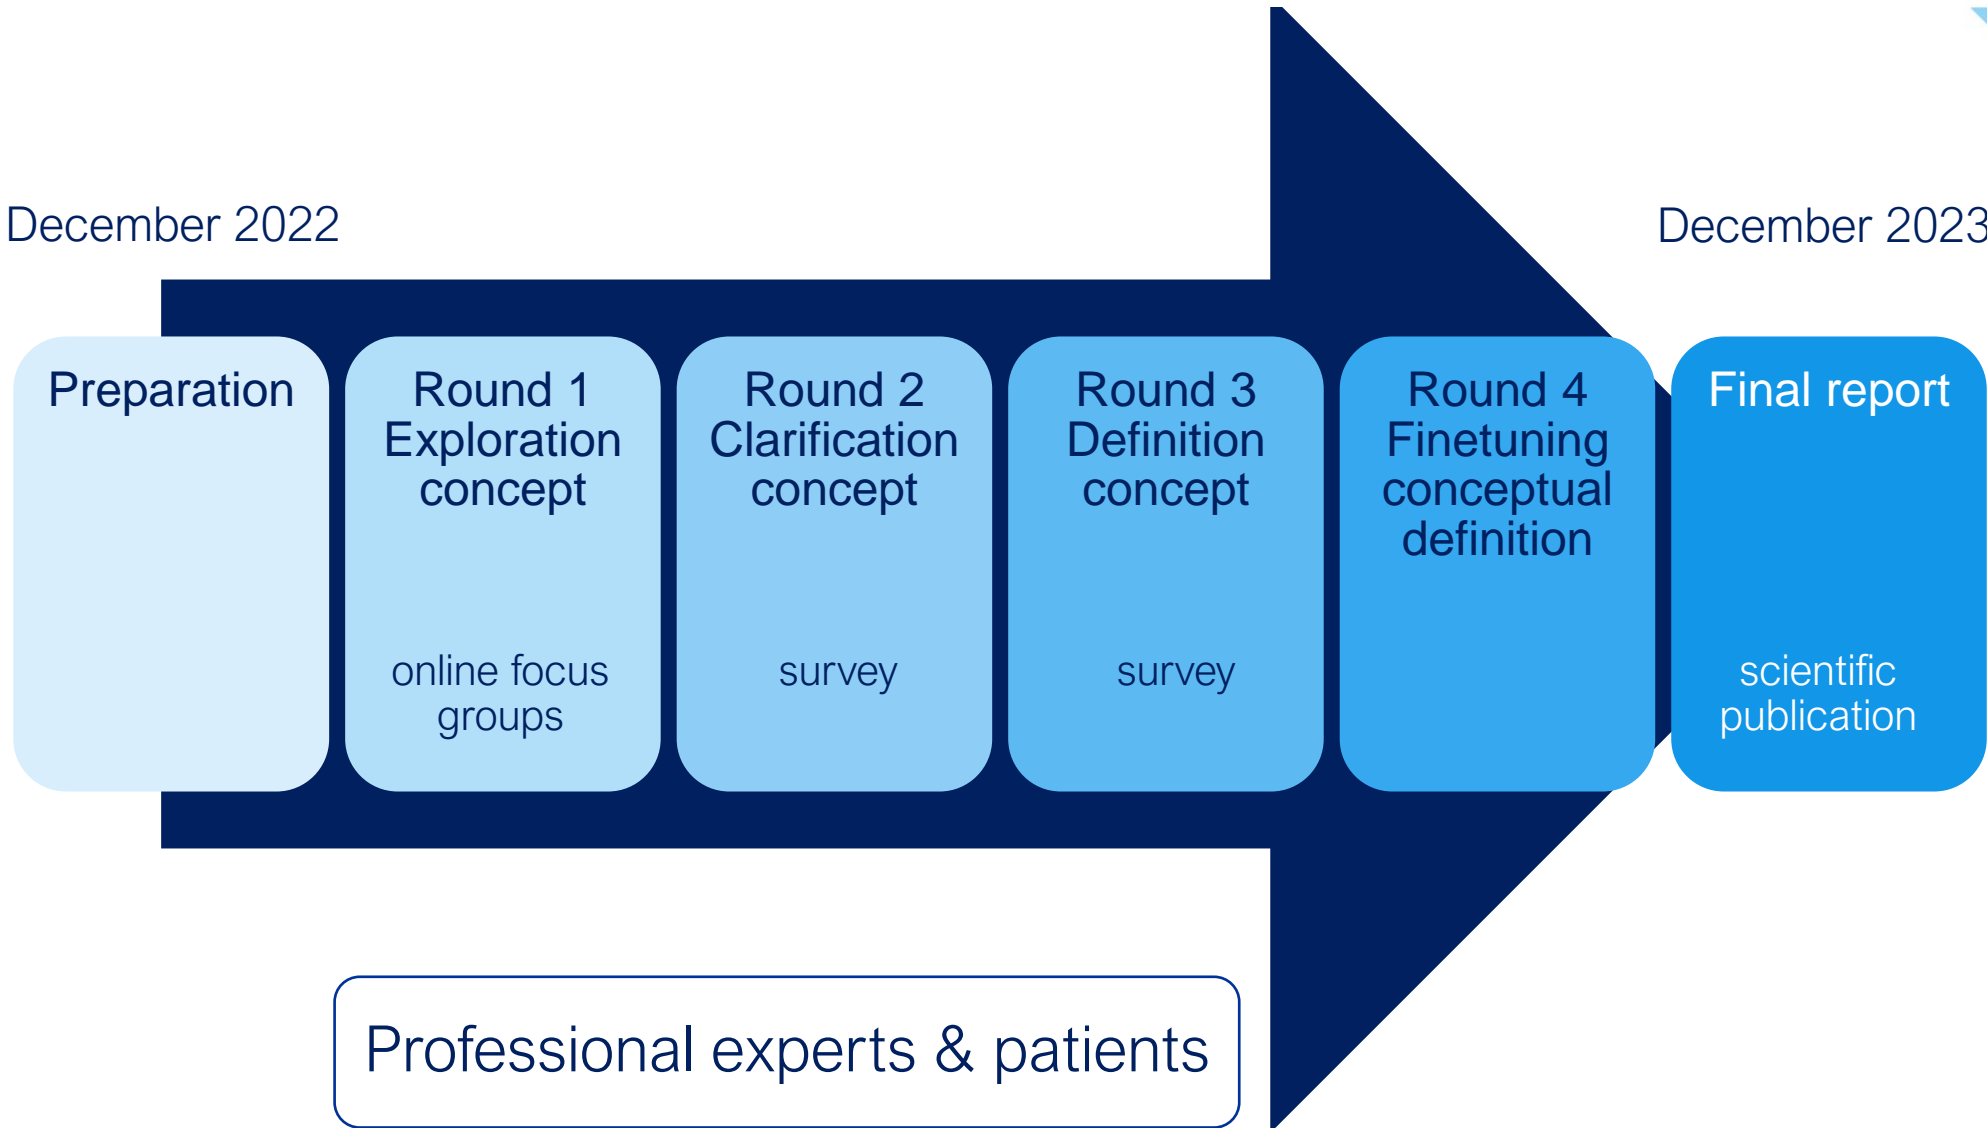 December 2022
December 2023
Preparation
Round 1
Exploration
concept
online focus
groups
Round 2
Clarification
concept
survey
Round 3
Definition
concept
survey
Round 4
Finetuning
conceptual
definition
Final report
scientific
publication
Professional experts & patients